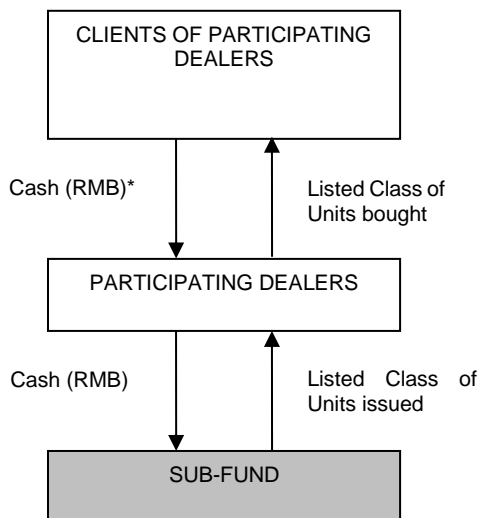 CLIENTS OF PARTICIPATING
DEALERS
Cash (RMB)*
Listed Class of
Units bought
PARTICIPATING DEALERS
Cash (RMB)
Listed Class of
Units issued
SUB-FUND